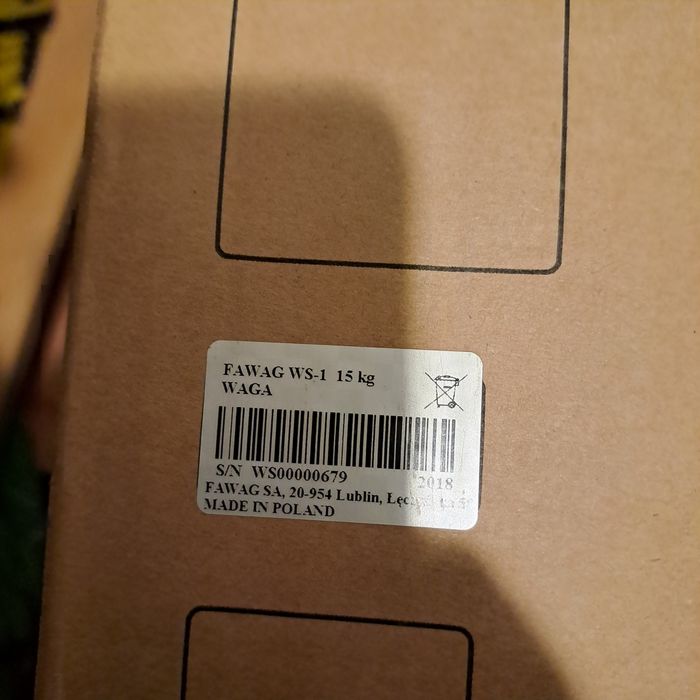 FAWAG WS-1 15 kg
WAGA
S/N WS00000679
2018
FAWAG SA, 20-954 Lublin,
MADE IN POLAND